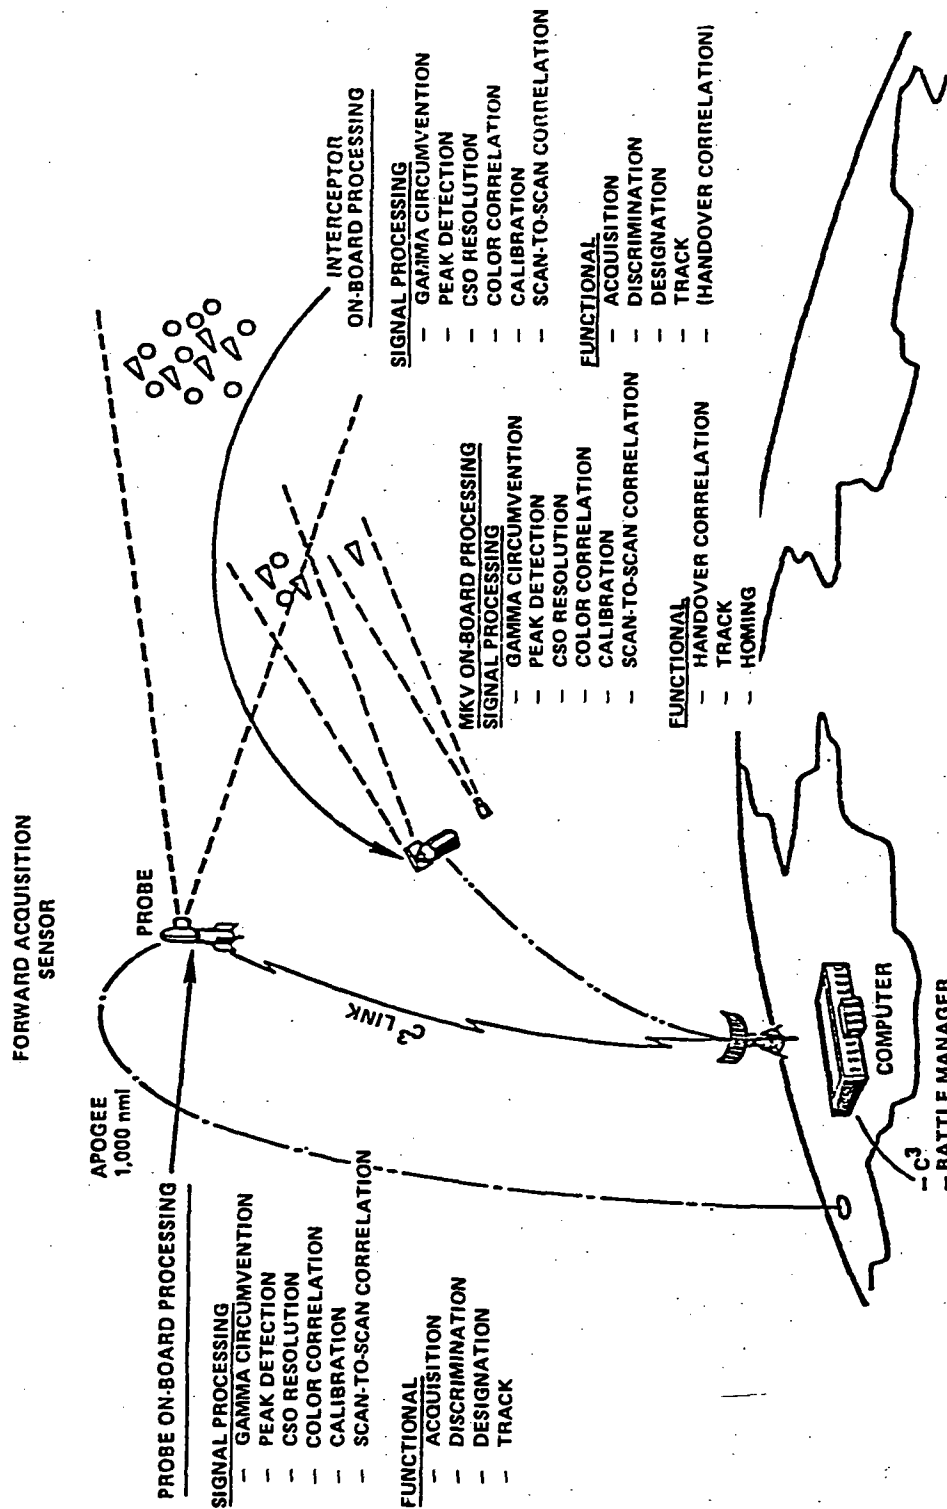 FORWARD ACQUISITION
SENSOR
APOGEE
1,000 nmi
PROBE
PROBE ON-BOARD PROCESSING
SIGNAL PROCESSING
- GAMMA CIRCUMVENTION
- PEAK DETECTION
- CSO RESOLUTION
- COLOR CORRELATION
- CALIBRATION
- SCAN-TO-SCAN CORRELATION
FUNCTIONAL
- ACQUISITION
- DISCRIMINATION
- DESIGNATION
- TRACK
C³ LINK
INTERCEPTOR
ON-BOARD PROCESSING
SIGNAL PROCESSING
- GAMMA CIRCUMVENTION
- PEAK DETECTION
- CSO RESOLUTION
- COLOR CORRELATION
- CALIBRATION
- SCAN-TO-SCAN CORRELATION
FUNCTIONAL
- ACQUISITION
- DISCRIMINATION
- DESIGNATION
- TRACK
- (HANDOVER CORRELATION)
MKV ON-BOARD PROCESSING
SIGNAL PROCESSING
- GAMMA CIRCUMVENTION
- PEAK DETECTION
- CSO RESOLUTION
- COLOR CORRELATION
- CALIBRATION
- SCAN-TO-SCAN CORRELATION
FUNCTIONAL
- HANDOVER CORRELATION
- TRACK
- HOMING
COMPUTER
- C³
- BATTLE MANAGER